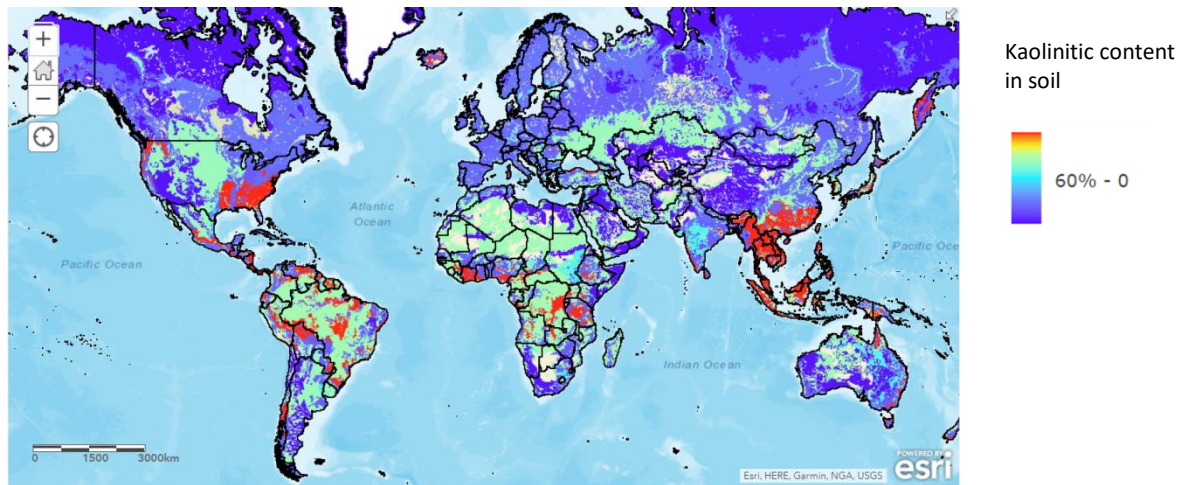 Kaolinitic content
in soil
60% - 0
+
−
Atlantic
Ocean
Pacific Ocean
Pacific Oce
Indian Ocean
0 1500 3000km
Esri, HERE, Garmin, NGA, USGS
POWERED BY
esri